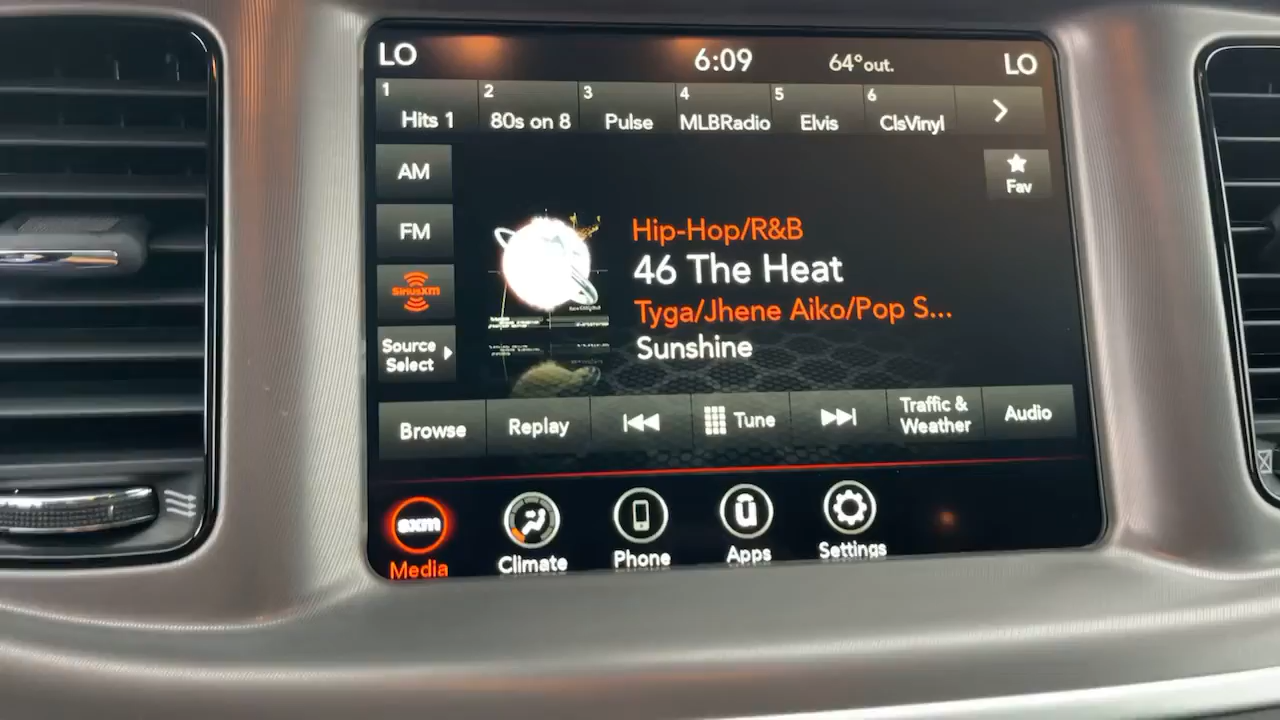 LO 6:09 64°out. LO
1 2 3 4 5 6
Hits 1 80s on 8 Pulse MLBRadio Elvis ClsVinyl
AM
Fav
FM
SiriusXM
Source
Select
Hip-Hop/R&B
46 The Heat
Tyga/Jhene Aiko/Pop S...
Sunshine
Browse Replay Tune Traffic &
Weather Audio
sxm
Media Climate Phone Apps Settings